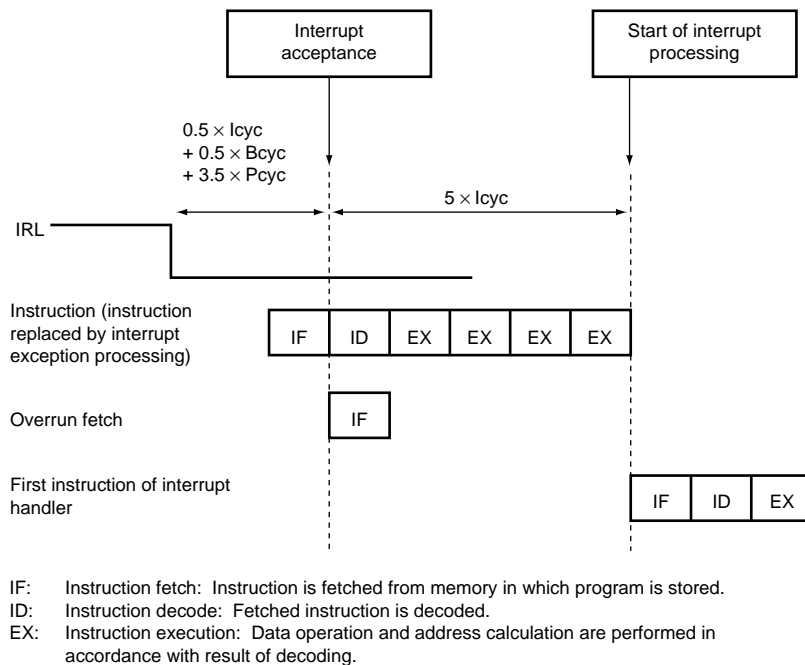 Interrupt
acceptance
Start of interrupt
processing
0.5 × Icyc
+ 0.5 × Bcyc
+ 3.5 × Pcyc
5 × Icyc
IRL
Instruction (instruction
replaced by interrupt
exception processing)
IF ID EX EX EX EX
Overrun fetch
IF
First instruction of interrupt
handler
IF ID EX
IF: Instruction fetch: Instruction is fetched from memory in which program is stored.
ID: Instruction decode: Fetched instruction is decoded.
EX: Instruction execution: Data operation and address calculation are performed in
accordance with result of decoding.